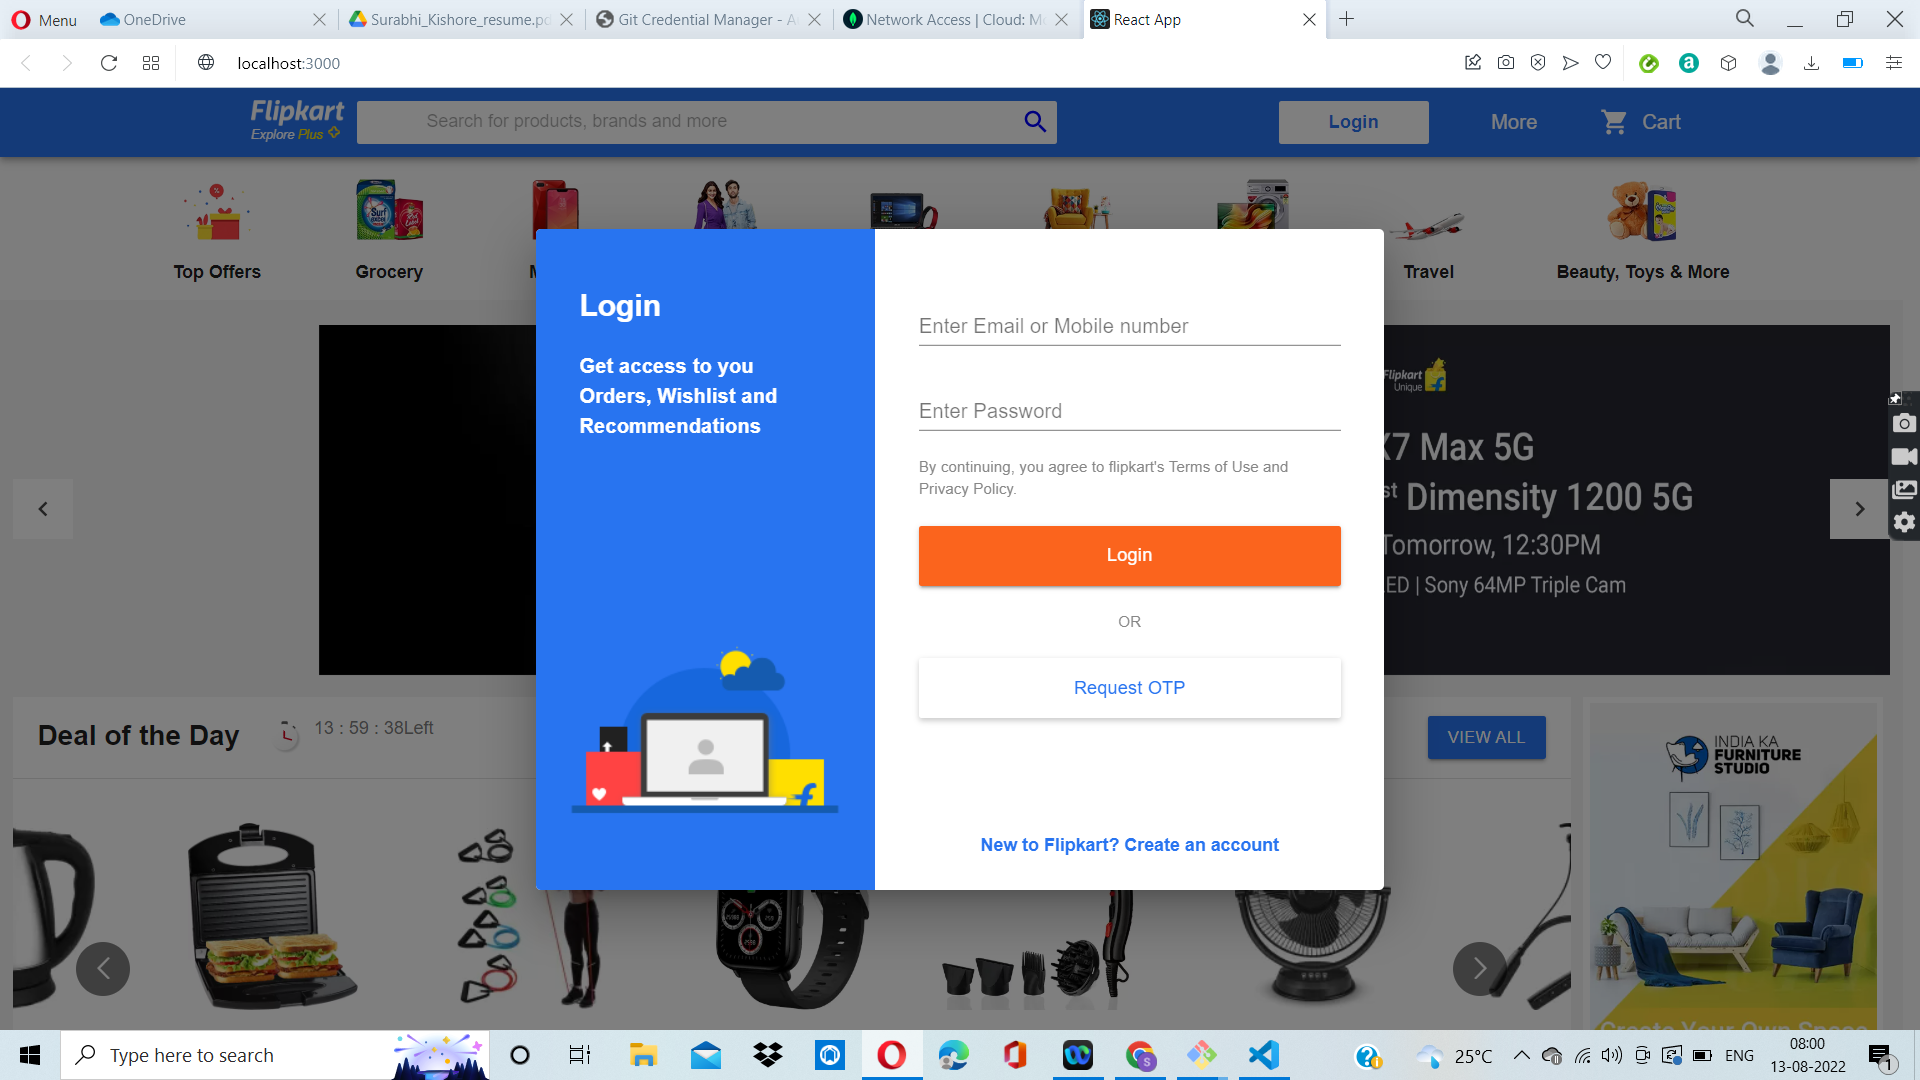 Menu
OneDrive
Surabhi_Kishore_resume.pd
Git Credential Manager - A
Network Access | Cloud: M
React App
localhost:3000
Flipkart
Explore Plus
Search for products, brands and more
Login
More
Cart
Top Offers
Grocery
M
Travel
Beauty, Toys & More
Login
Get access to you
Orders, Wishlist and
Recommendations
Enter Email or Mobile number
Enter Password
By continuing, you agree to flipkart's Terms of Use and
Privacy Policy.
Login
OR
Request OTP
New to Flipkart? Create an account
Flipkart
Unique
X7 Max 5G
st Dimensity 1200 5G
Tomorrow, 12:30PM
ED | Sony 64MP Triple Cam
Deal of the Day
13 : 59 : 38Left
VIEW ALL
INDIA KA
FURNITURE
STUDIO
Create Your Own Space
Type here to search
25°C
ENG
08:00
13-08-2022
1